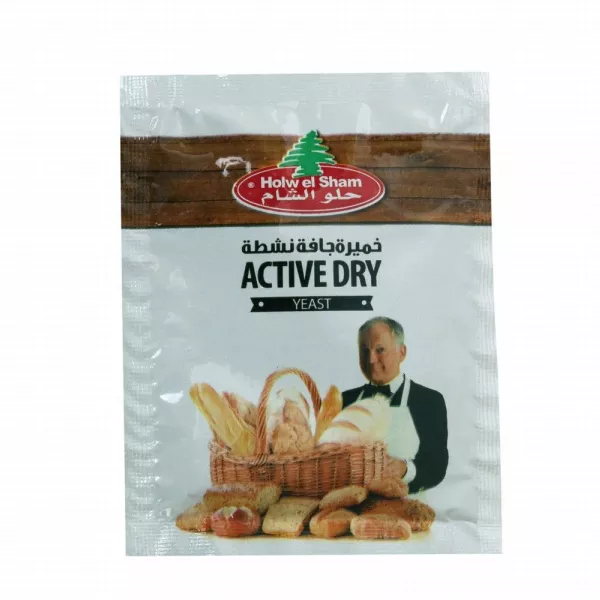 ® Holw el Sham
حلو الشام
خميرة جافة نشطة
ACTIVE DRY
YEAST